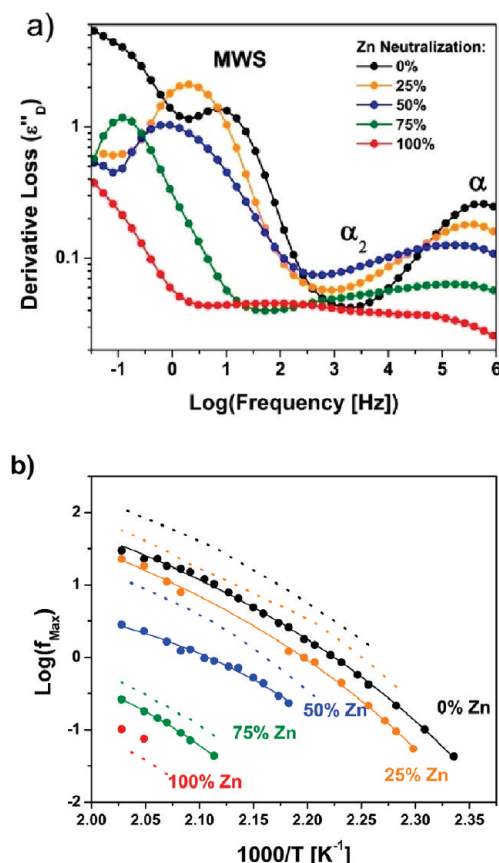 a)
MWS
Zn Neutralization:
0%
25%
50%
75%
100%
α
α₂
Derivative Loss (ε''D)
1
0.1
-1 0 1 2 3 4 5 6
Log(Frequency [Hz])
b)
Log(fMax)
2
1
0
-1
-2
0% Zn
50% Zn
75% Zn
25% Zn
100% Zn
2.00 2.05 2.10 2.15 2.20 2.25 2.30 2.35
1000/T [K⁻¹]